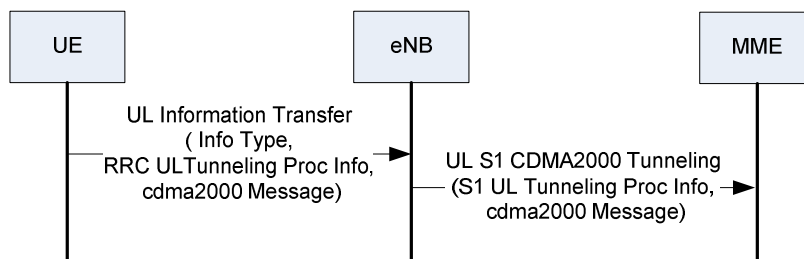 UE
eNB
MME
UL Information Transfer
( Info Type,
RRC ULTunneling Proc Info,
cdma2000 Message)
UL S1 CDMA2000 Tunneling
(S1 UL Tunneling Proc Info,
cdma2000 Message)